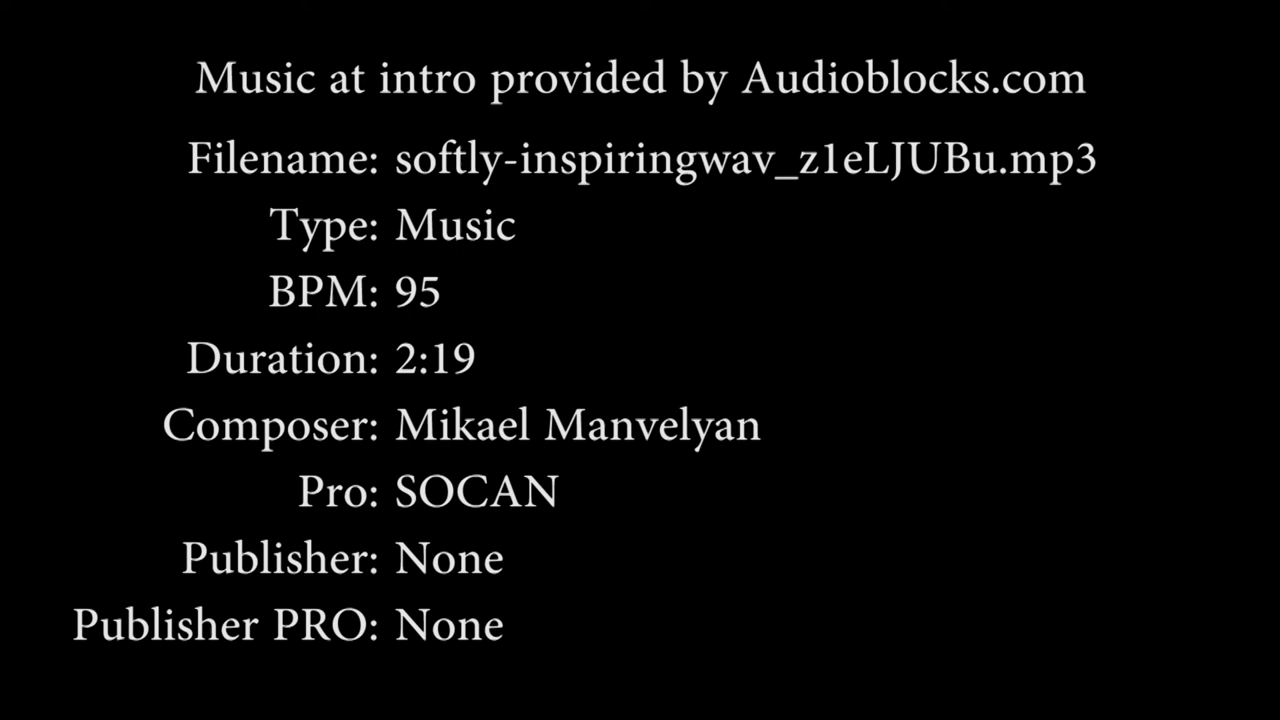 Music at intro provided by Audioblocks.com
Filename: softly-inspiringwav_z1eLJUBu.mp3
Type: Music
BPM: 95
Duration: 2:19
Composer: Mikael Manvelyan
Pro: SOCAN
Publisher: None
Publisher PRO: None